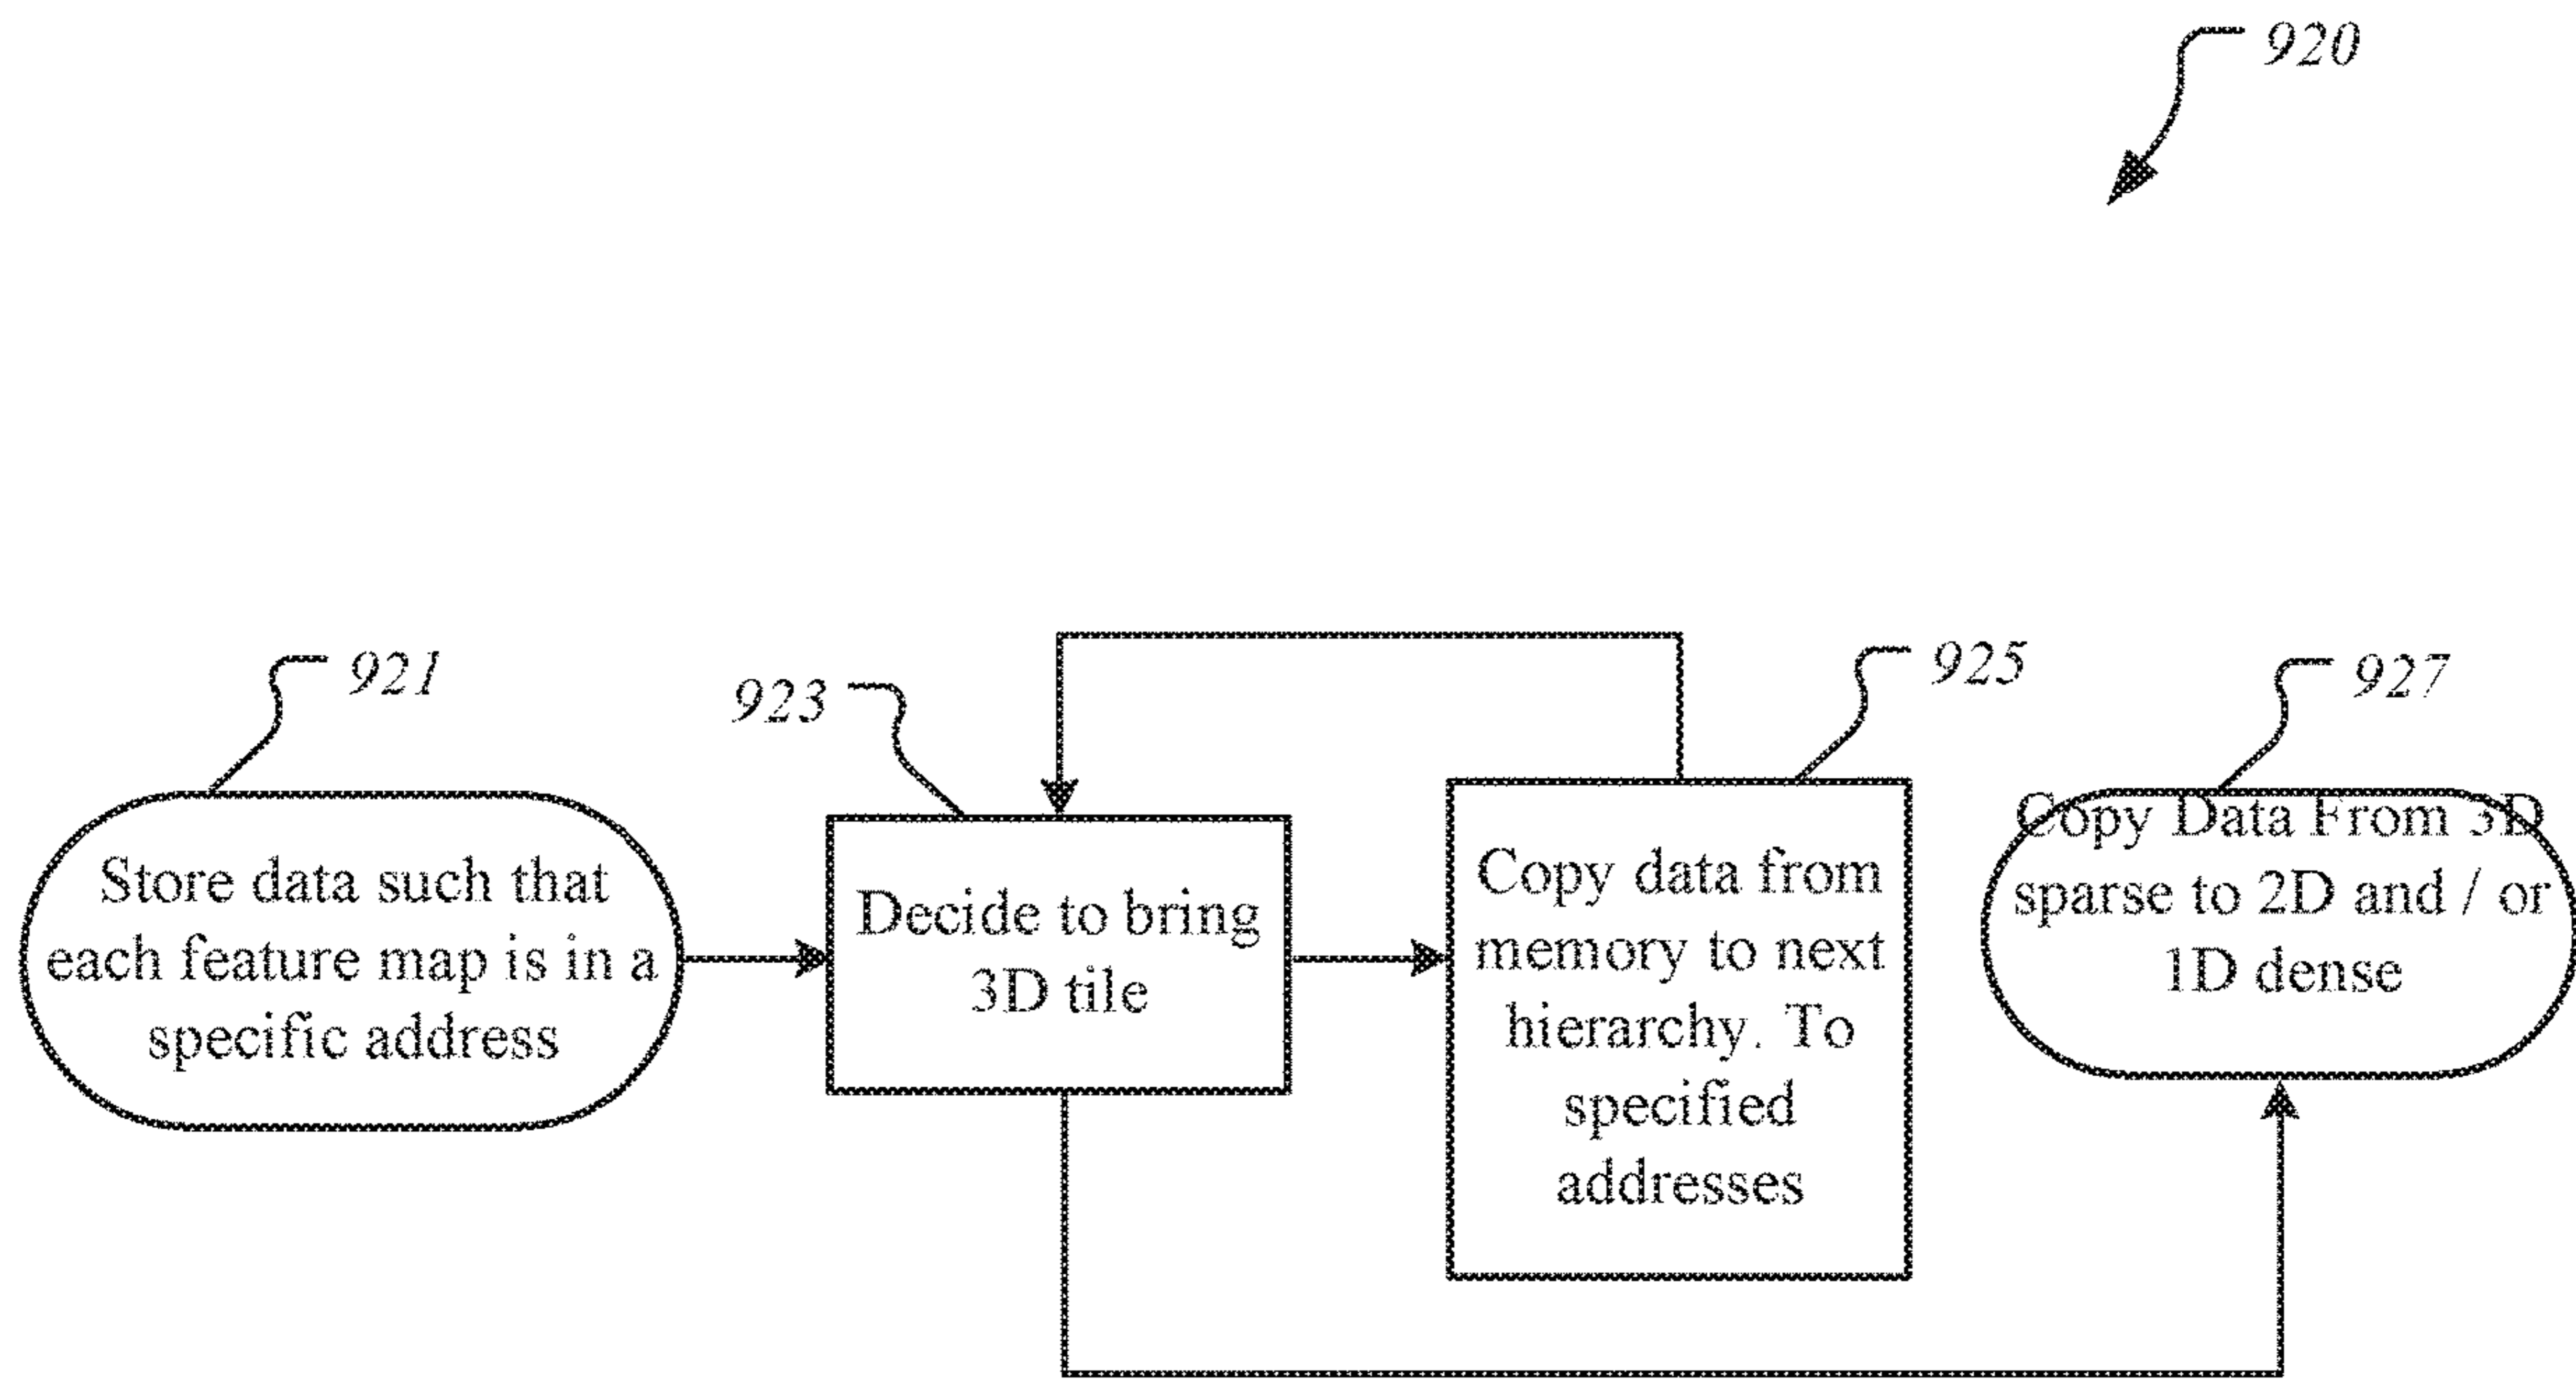 920
921
Store data such that
each feature map is in a
specific address
923
Decide to bring
3D tile
925
Copy data from
memory to next
hierarchy. To
specified
addresses
927
Copy Data From 3D
sparse to 2D and / or
1D dense